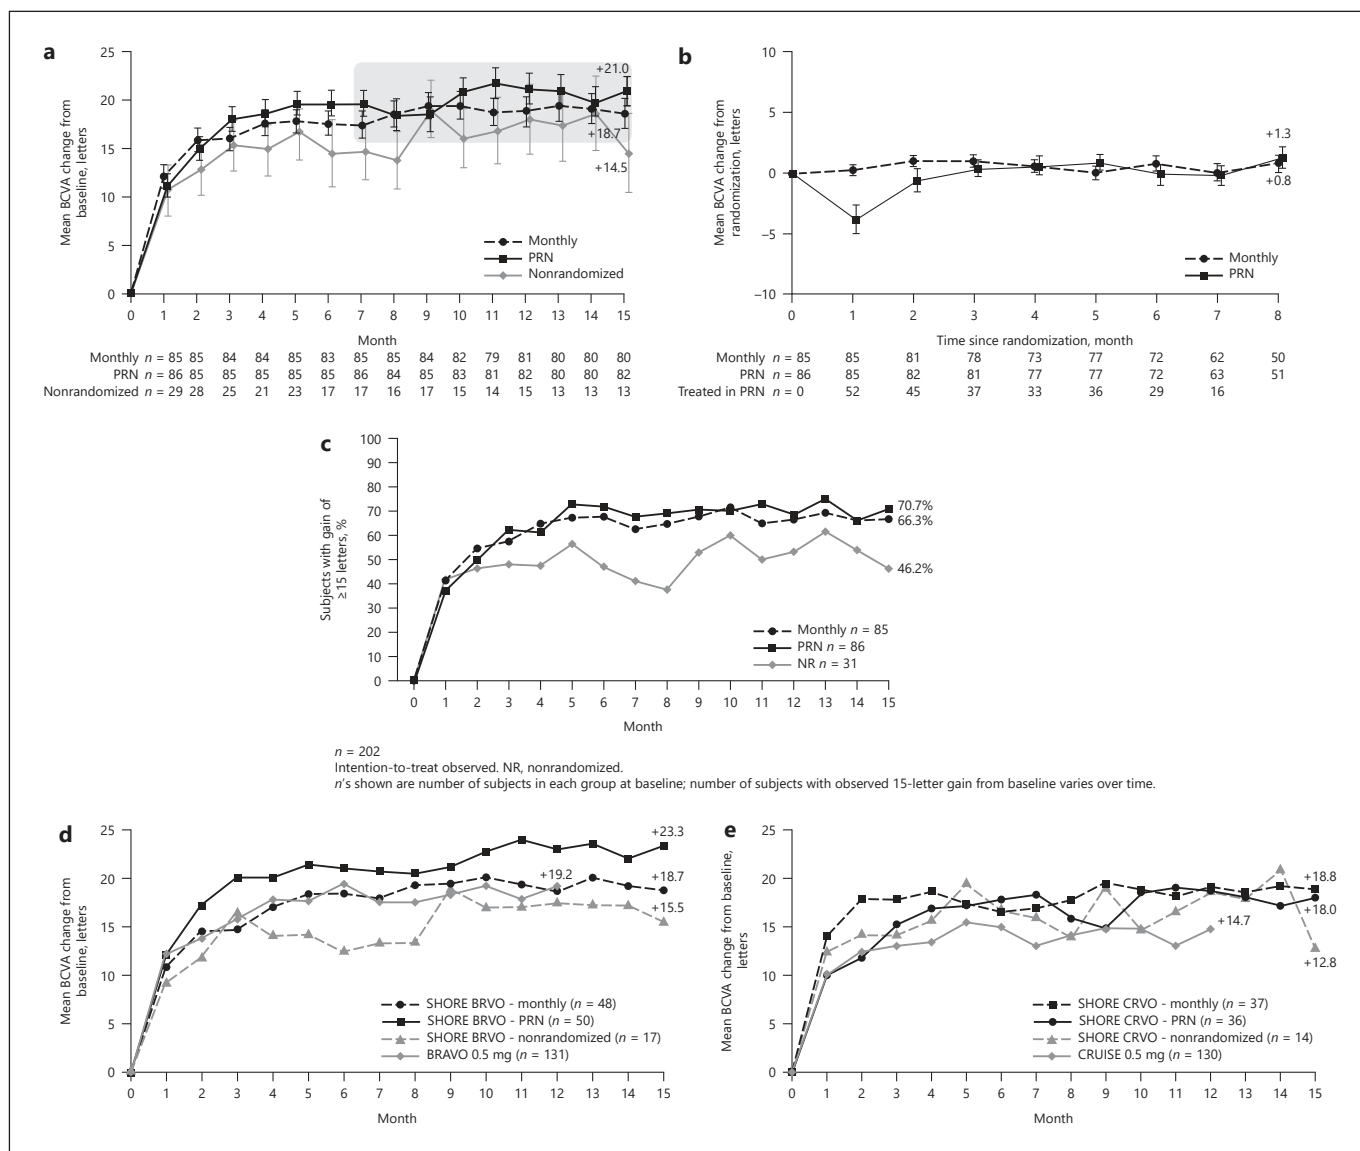 a
25
20
15
10
5
0
Mean BCVA change from
baseline, letters
+21.0
+18.7
+14.5
Monthly
PRN
Nonrandomized
0 1 2 3 4 5 6 7 8 9 10 11 12 13 14 15
Month
Monthly n = 85 85 84 84 85 83 85 85 84 82 79 81 80 80 80
PRN n = 86 85 85 85 85 85 86 84 85 83 81 82 80 80 82
Nonrandomized n = 29 28 25 21 23 17 17 16 17 15 14 15 13 13 13
b
10
5
0
–5
–10
Mean BCVA change from
randomization, letters
+1.3
+0.8
Monthly
PRN
0 1 2 3 4 5 6 7 8
Time since randomization, month
Monthly n = 85 85 81 78 73 77 72 62 50
PRN n = 86 85 82 81 77 77 72 63 51
Treated in PRN n = 0 52 45 37 33 36 29 16
c
100
90
80
70
60
50
40
30
20
10
0
Subjects with gain of
≥15 letters, %
70.7%
66.3%
46.2%
Monthly n = 85
PRN n = 86
NR n = 31
0 1 2 3 4 5 6 7 8 9 10 11 12 13 14 15
Month
n = 202
Intention-to-treat observed. NR, nonrandomized.
n's shown are number of subjects in each group at baseline; number of subjects with observed 15-letter gain from baseline varies over time.
d
25
20
15
10
5
0
Mean BCVA change from
baseline, letters
+23.3
+19.2
+18.7
+15.5
SHORE BRVO - monthly (n = 48)
SHORE BRVO - PRN (n = 50)
SHORE BRVO - nonrandomized (n = 17)
BRAVO 0.5 mg (n = 131)
0 1 2 3 4 5 6 7 8 9 10 11 12 13 14 15
Month
e
25
20
15
10
5
0
Mean BCVA change from baseline,
letters
+18.8
+18.0
+14.7
+12.8
SHORE CRVO - monthly (n = 37)
SHORE CRVO - PRN (n = 36)
SHORE CRVO - nonrandomized (n = 14)
CRUISE 0.5 mg (n = 130)
0 1 2 3 4 5 6 7 8 9 10 11 12 13 14 15
Month